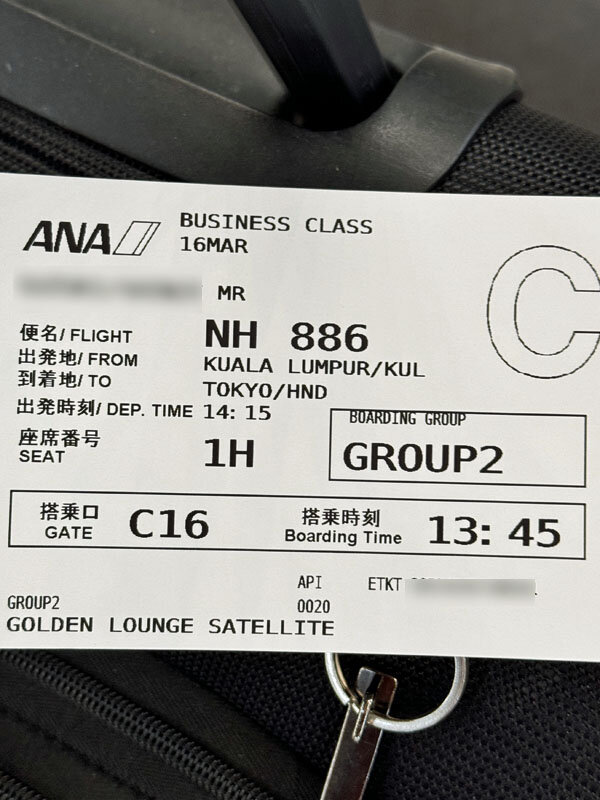 ANA
BUSINESS CLASS
16MAR
C
MR
便名/ FLIGHT NH 886
出発地/ FROM KUALA LUMPUR/KUL
到着地/ TO TOKYO/HND
出発時刻/ DEP. TIME 14: 15
座席番号
SEAT 1H
BOARDING GROUP
GROUP2
搭乗口
GATE C16
搭乗時刻
Boarding Time 13: 45
API ETKT
0020
GROUP2
GOLDEN LOUNGE SATELLITE